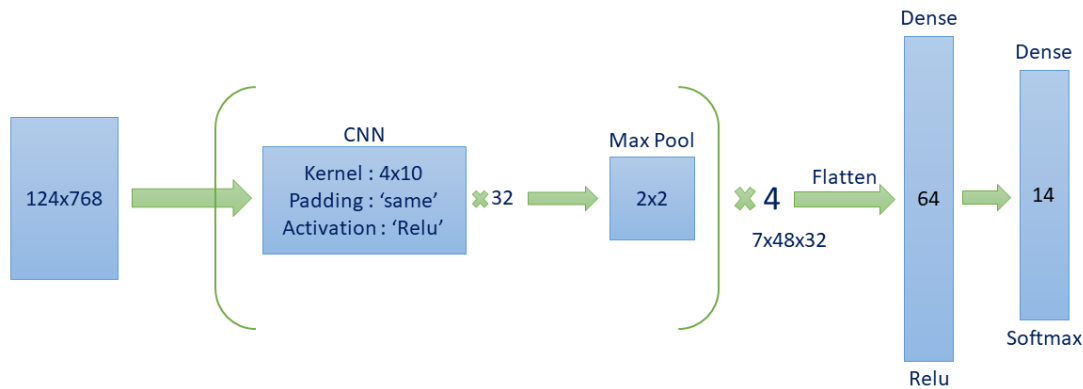 124x768
CNN
Kernel : 4x10
Padding : 'same'
Activation : 'Relu'
×32
Max Pool
2x2
×4
7x48x32
Flatten
Dense
64
Relu
Dense
14
Softmax